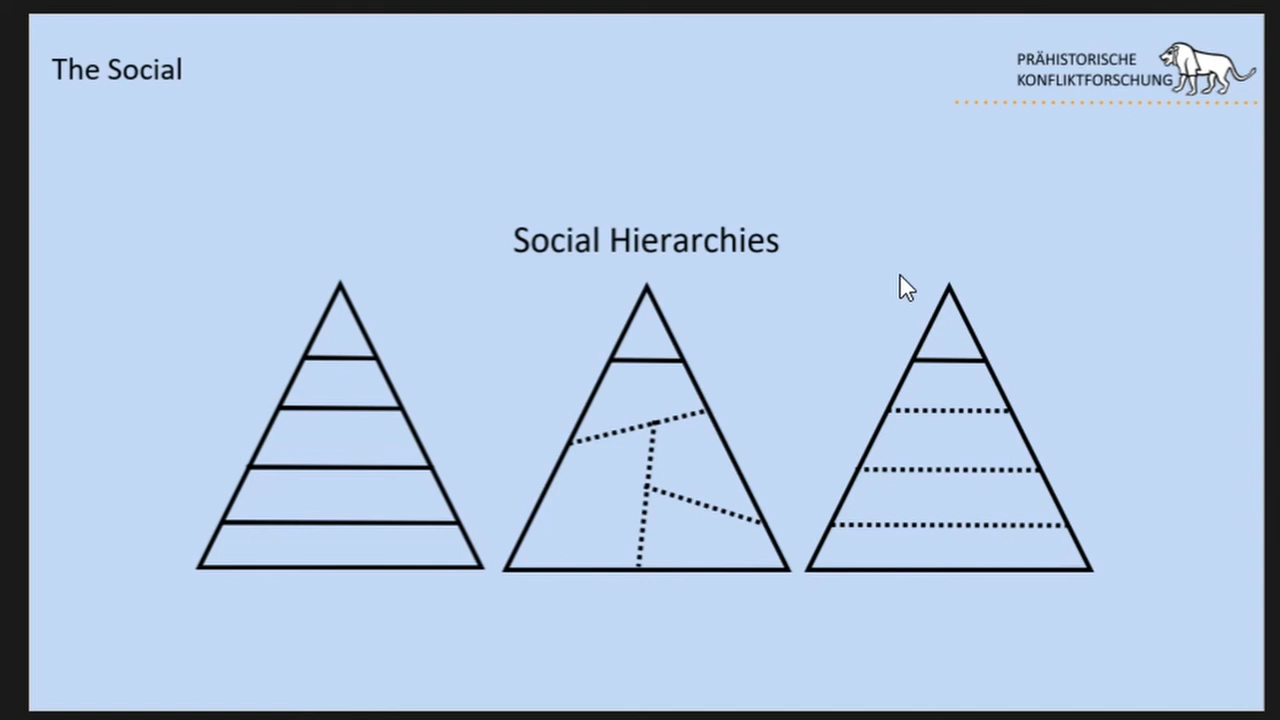 The Social
PRÄHISTORISCHE
KONFLIKTFORSCHUNG
Social Hierarchies